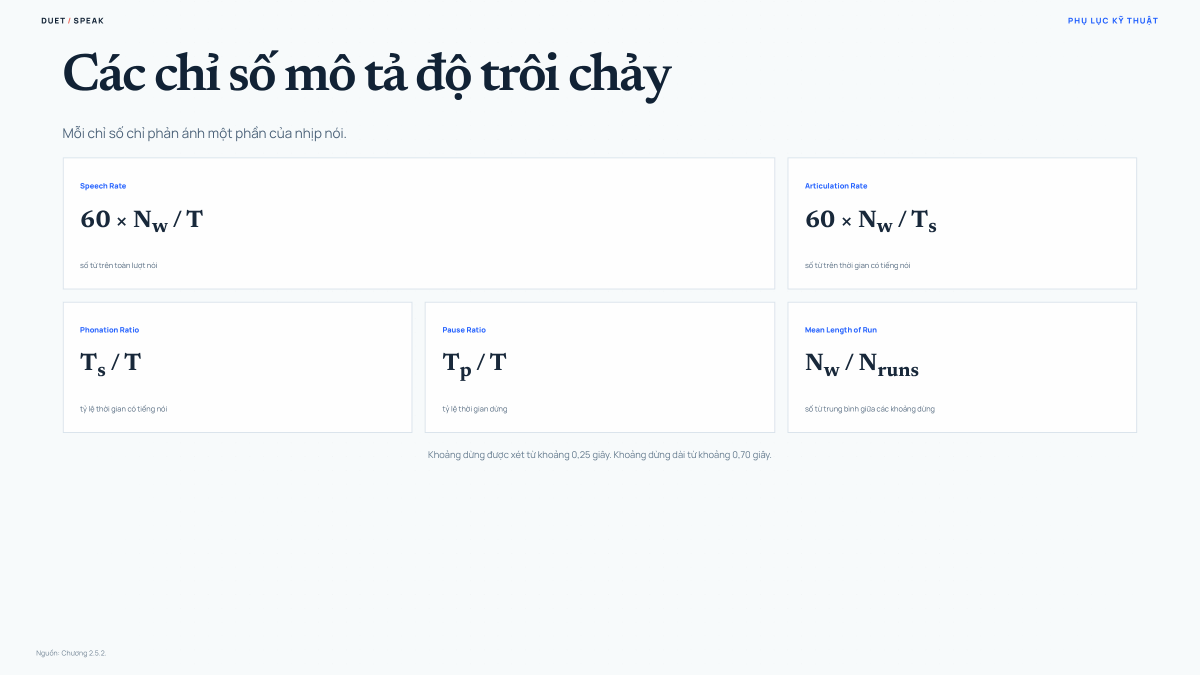 DUET / SPEAK
PHỤ LỤC KỸ THUẬT
Các chỉ số mô tả độ trôi chảy
Mỗi chỉ số chỉ phản ánh một phần của nhịp nói.
Speech Rate
60 × Nw / T
số từ trên toàn lượt nói
Articulation Rate
60 × Nw / Ts
số từ trên thời gian có tiếng nói
Phonation Ratio
Ts / T
tỷ lệ thời gian có tiếng nói
Pause Ratio
Tp / T
tỷ lệ thời gian dừng
Mean Length of Run
Nw / Nruns
số từ trung bình giữa các khoảng dừng
Khoảng dừng được xét từ khoảng 0,25 giây. Khoảng dừng dài từ khoảng 0,70 giây.
Nguồn: Chương 2.5.2.